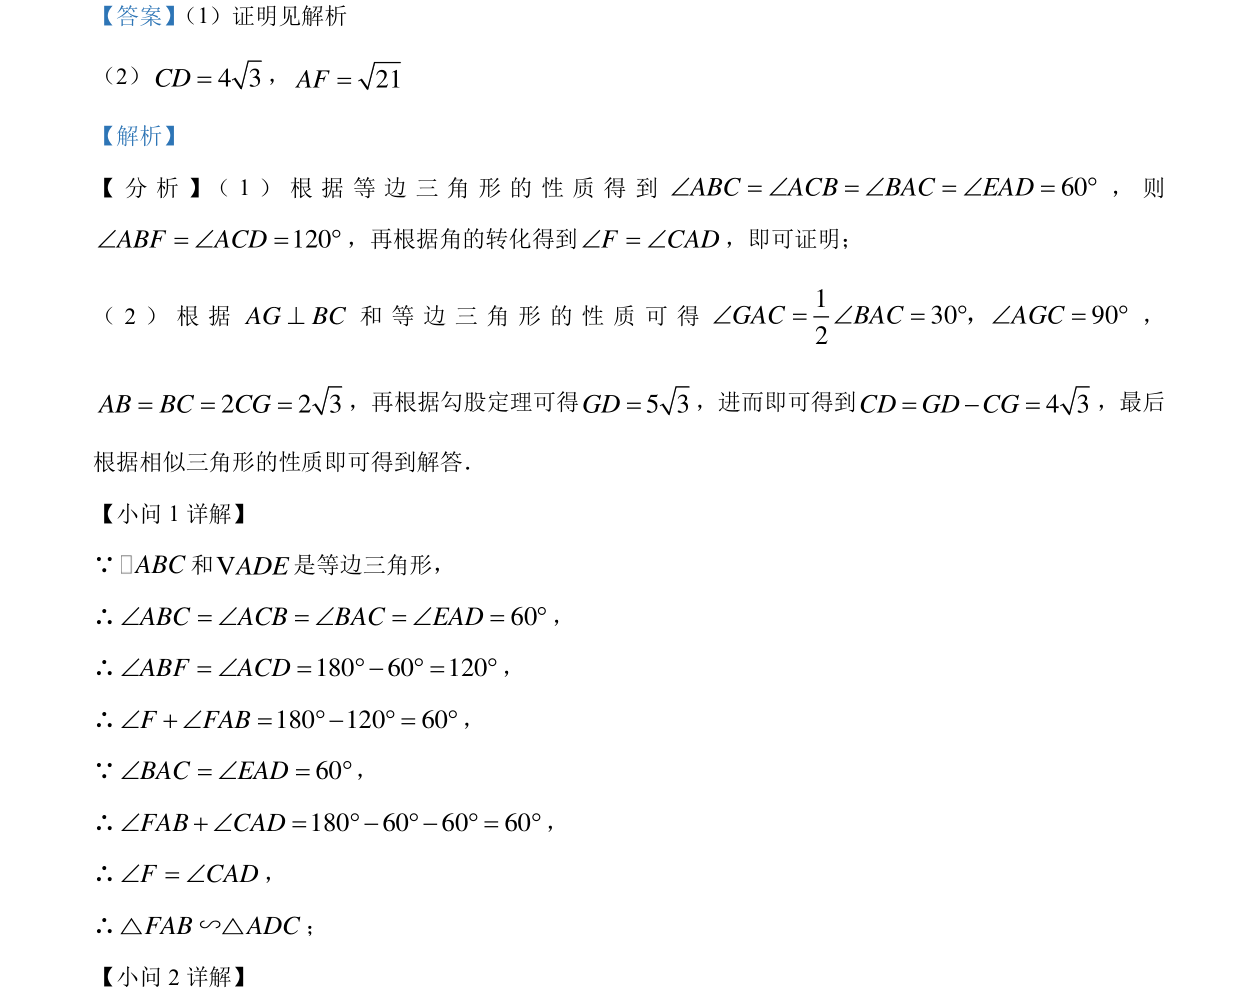 【答案】（1）证明见解析
（2）CD = 4√3，AF = √21
【解析】
【分析】（1）根据等边三角形的性质得到∠ABC = ∠ACB = ∠BAC = ∠EAD = 60°，则
∠ABF = ∠ACD = 120°，再根据角的转化得到∠F = ∠CAD，即可证明；
（2）根据 AG ⊥ BC 和等边三角形的性质可得∠GAC = 1/2∠BAC = 30°，∠AGC = 90°，
AB = BC = 2CG = 2√3，再根据勾股定理可得GD = 5√3，进而即可得到CD = GD − CG = 4√3，最后
根据相似三角形的性质即可得到解答．
【小问 1 详解】
∵ □ABC 和 VADE 是等边三角形，
∴ ∠ABC = ∠ACB = ∠BAC = ∠EAD = 60°，
∴ ∠ABF = ∠ACD = 180° − 60° = 120°，
∴ ∠F + ∠FAB = 180° − 120° = 60°，
∵ ∠BAC = ∠EAD = 60°，
∴ ∠FAB + ∠CAD = 180° − 60° − 60° = 60°，
∴ ∠F = ∠CAD，
∴ △FAB ∽ △ADC；
【小问 2 详解】